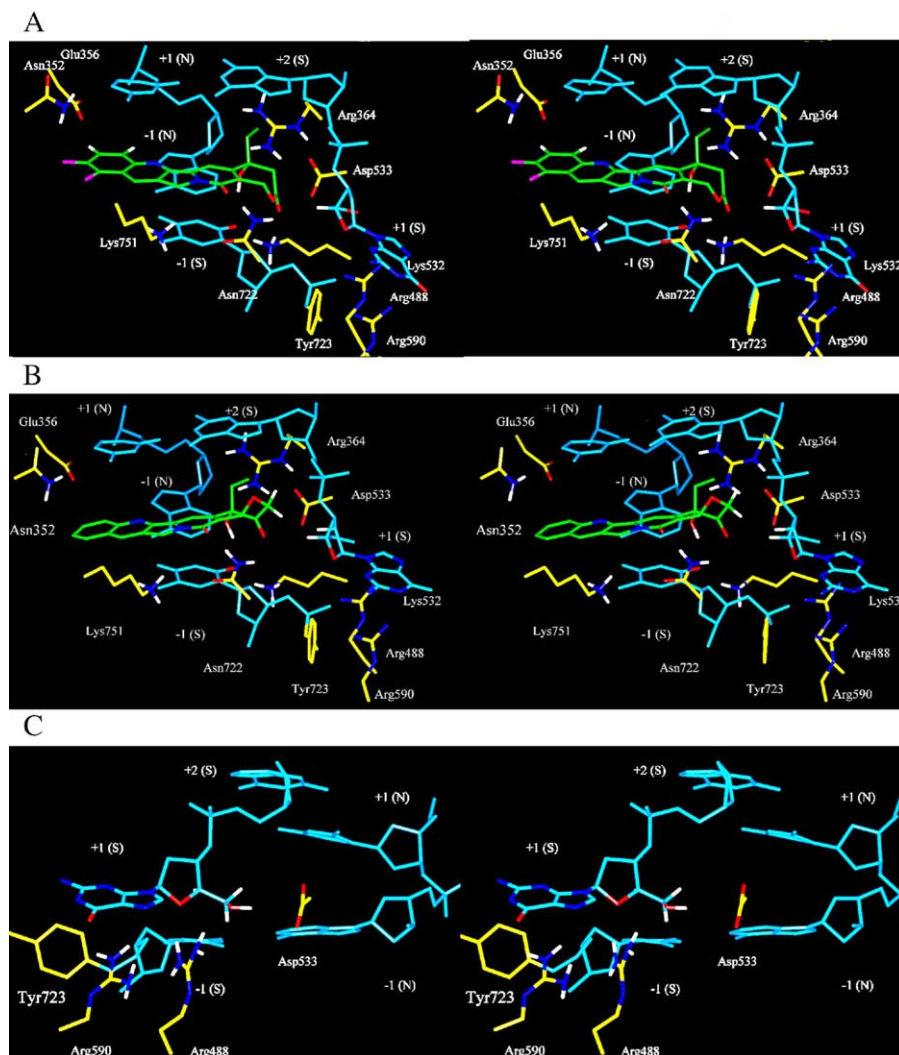 A
Glu356 +1 (N) +2 (S) Glu356 +1 (N) +2 (S)
Asn352 Asn352
Arg364 Arg364
-1 (N) -1 (N)
Asp533 Asp533
Lys751 +1 (S) Lys751 +1 (S)
-1 (S) Lys532 -1 (S) Lys532
Asn722 Arg488 Asn722 Arg488
Tyr723 Arg590 Tyr723 Arg590
B
+1 (N) +2 (S) +1 (N) +2 (S)
Glu356 Arg364 Glu356 Arg364
-1 (N) Asp533 -1 (N) Asp533
Asn352 +1 (S) Asn352 +1 (S)
Lys532 Lys53
Lys751 -1 (S) Lys751 -1 (S)
Asn722 Arg488 Asn722 Arg488
Tyr723 Arg590 Tyr723 Arg590
C
+2 (S) +2 (S)
+1 (N) +1 (N)
+1 (S) +1 (S)
Asp533 Asp533
Tyr723 -1 (S) -1 (N) Tyr723 -1 (S) -1 (N)
Arg590 Arg488 Arg590 Arg488